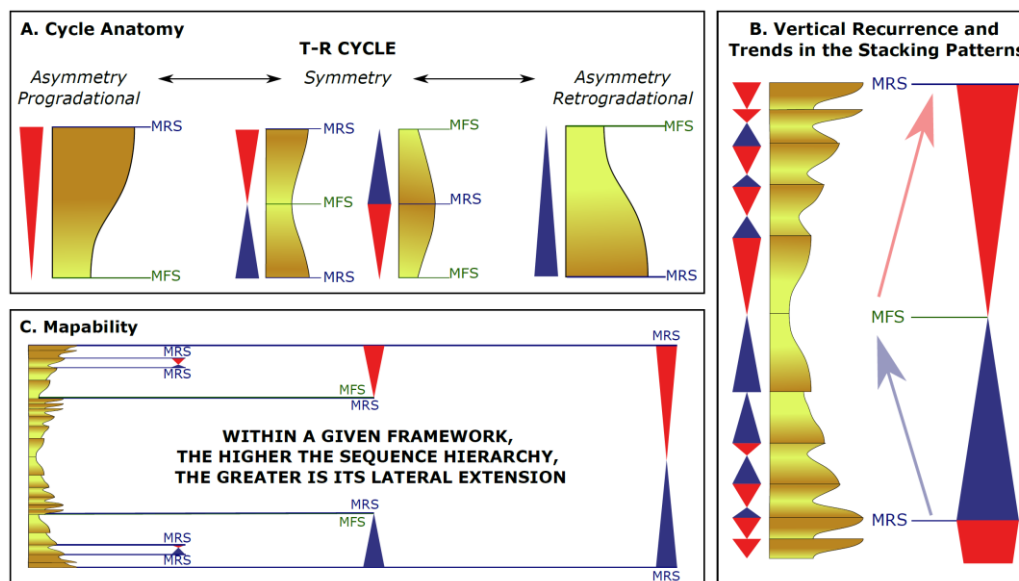 A. Cycle Anatomy
T-R CYCLE
Asymmetry
Progradational
Symmetry
Asymmetry
Retrogradational
MRS
MFS
MRS
MFS
MRS
MFS
MRS
MFS
MFS
MRS
B. Vertical Recurrence and
Trends in the Stacking Patterns
MRS
MFS
MRS
C. Mapability
MRS
MRS
MRS
MFS
MRS
WITHIN A GIVEN FRAMEWORK,
THE HIGHER THE SEQUENCE HIERARCHY,
THE GREATER IS ITS LATERAL EXTENSION
MRS
MFS
MRS
MRS
MRS